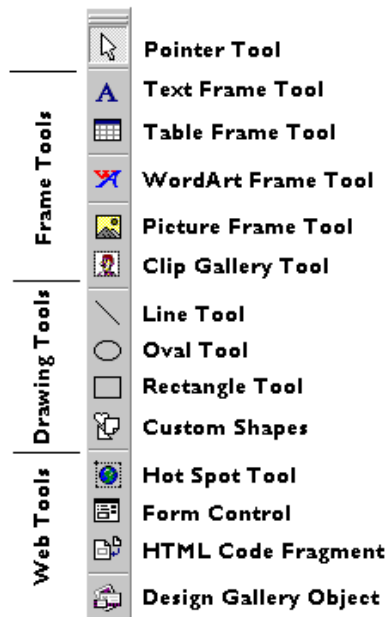 Pointer Tool
Frame Tools
Text Frame Tool
Table Frame Tool
WordArt Frame Tool
Picture Frame Tool
Clip Gallery Tool
Drawing Tools
Line Tool
Oval Tool
Rectangle Tool
Custom Shapes
Web Tools
Hot Spot Tool
Form Control
HTML Code Fragment
Design Gallery Object